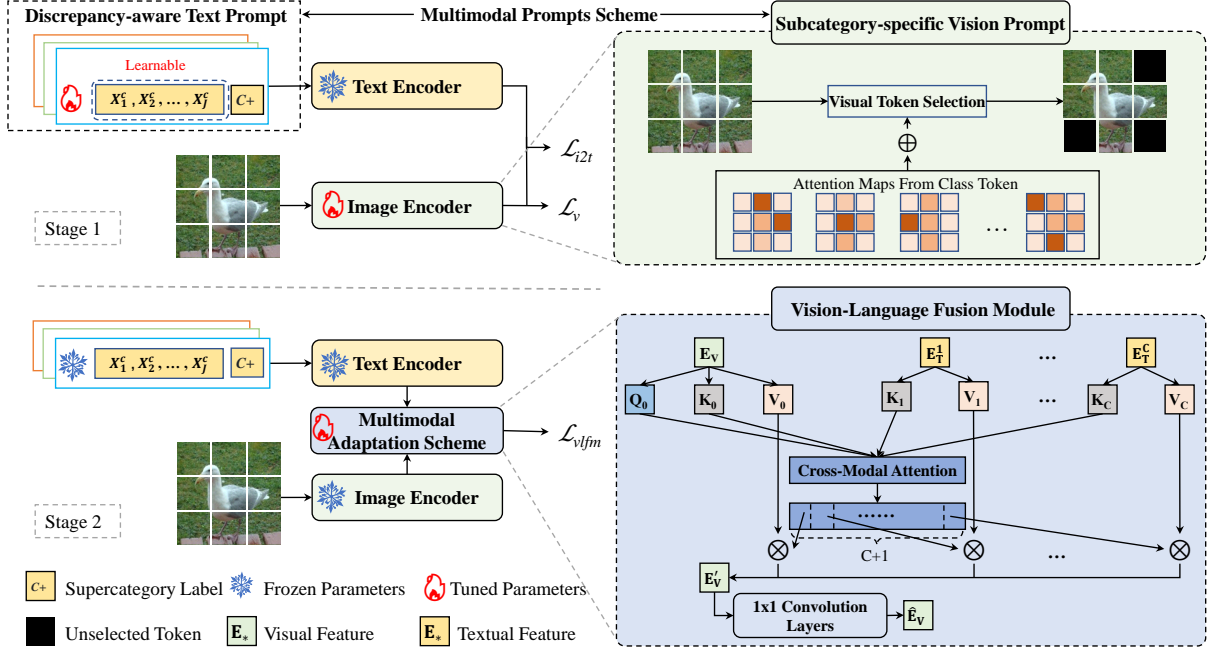 Discrepancy-aware Text Prompt
Multimodal Prompts Scheme
Subcategory-specific Vision Prompt
Learnable
X₁ᶜ, X₂ᶜ, ..., Xⱼᶜ
C+
Text Encoder
Visual Token Selection
ℒi2t
Attention Maps From Class Token
Image Encoder
ℒv
...
Stage 1
Vision-Language Fusion Module
X₁ᶜ, X₂ᶜ, ..., Xⱼᶜ
C+
Text Encoder
E_V
E_T^1
...
E_T^C
Q₀
K₀
V₀
K₁
V₁
...
K_C
V_C
Multimodal
Adaptation Scheme
ℒvlfm
Cross-Modal Attention
......
Image Encoder
Stage 2
C+1
...
C+ Supercategory Label
Frozen Parameters
Tuned Parameters
E′_V
1x1 Convolution
Layers
Ê_V
Unselected Token
E* Visual Feature
E* Textual Feature